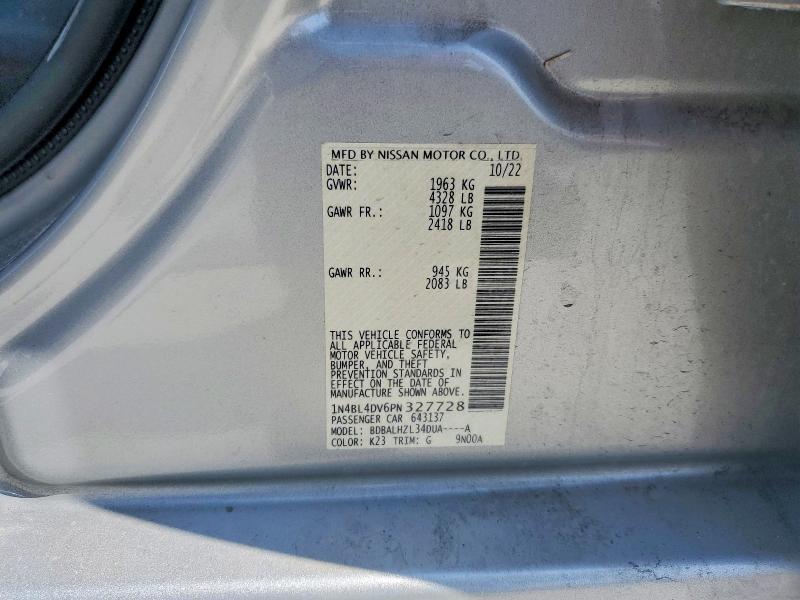 MFD BY NISSAN MOTOR CO., LTD.
DATE: 10/22
GVWR: 1963 KG
4328 LB
GAWR FR.: 1097 KG
2418 LB
GAWR RR.: 945 KG
2083 LB
THIS VEHICLE CONFORMS TO
ALL APPLICABLE FEDERAL
MOTOR VEHICLE SAFETY,
BUMPER, AND THEFT
PREVENTION STANDARDS IN
EFFECT ON THE DATE OF
MANUFACTURE SHOWN ABOVE.
1N4BL4DV6PN327728
PASSENGER CAR 643137
MODEL: BDBALHZL34DUA----A
COLOR: K23 TRIM: G 9N00A